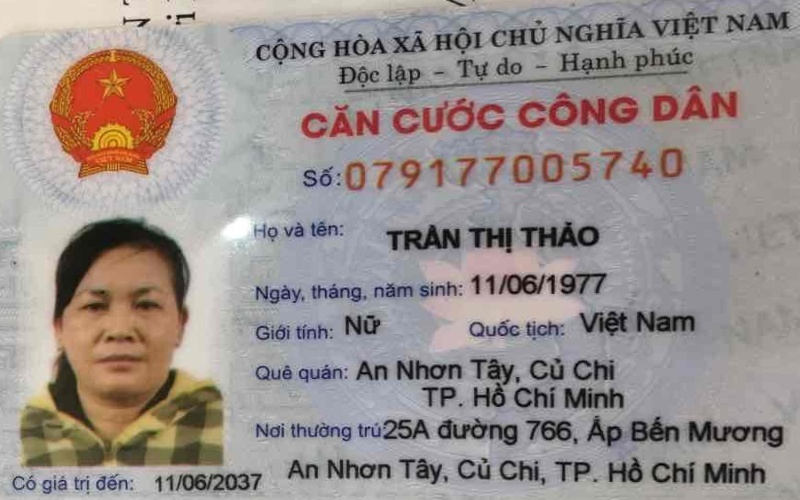 CỘNG HÒA XÃ HỘI CHỦ NGHĨA VIỆT NAM
Độc lập - Tự do - Hạnh phúc
CĂN CƯỚC CÔNG DÂN
Số: 079177005740
Họ và tên: TRẦN THỊ THẢO
Ngày, tháng, năm sinh: 11/06/1977
Giới tính: Nữ Quốc tịch: Việt Nam
Quê quán: An Nhơn Tây, Củ Chi
TP. Hồ Chí Minh
Nơi thường trú: 25A đường 766, Ấp Bến Mương
An Nhơn Tây, Củ Chi, TP. Hồ Chí Minh
Có giá trị đến: 11/06/2037
VIỆT NAM